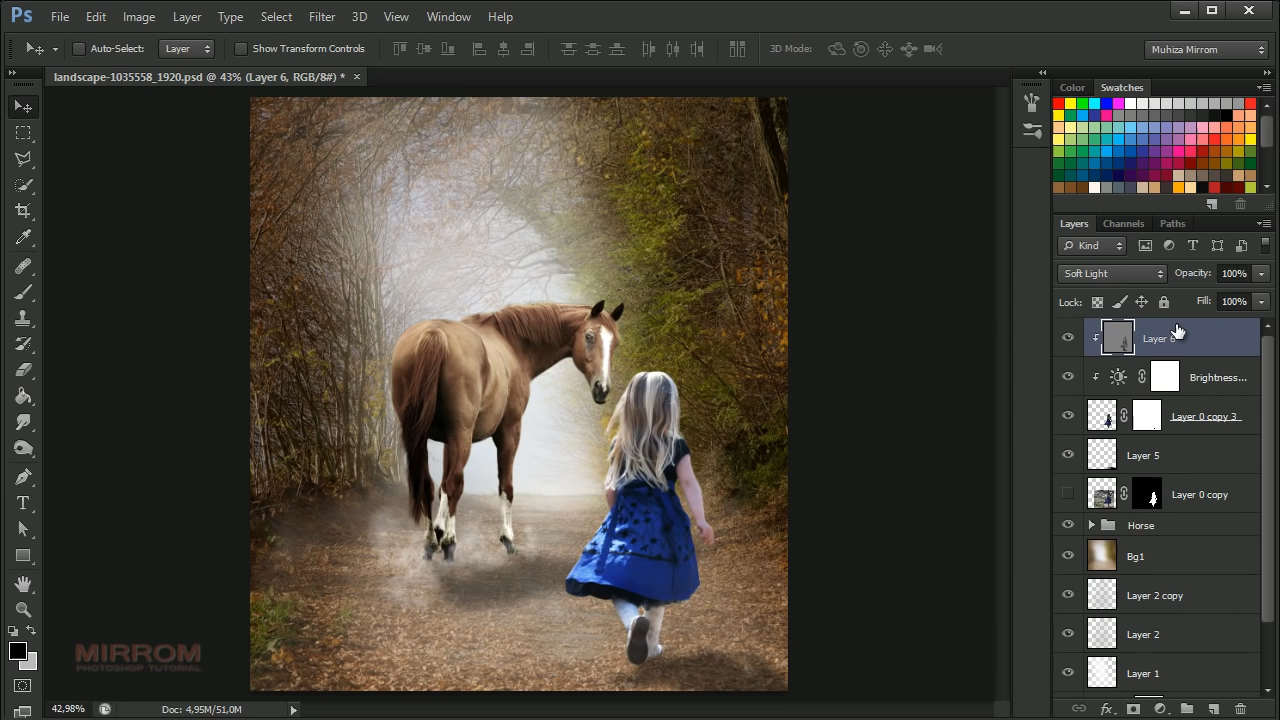 Ps File Edit Image Layer Type Select Filter 3D View Window Help
Auto-Select: Layer Show Transform Controls 3D Mode: Muhiza Mirrom
landscape-1035558_1920.psd @ 43% (Layer 6, RGB/8#) * ×
Color Swatches
Layers Channels Paths
Kind
Soft Light Opacity: 100%
Lock: Fill: 100%
Layer 6
Brightness...
Layer 0 copy 3
Layer 5
Layer 0 copy
Horse
Bg1
Layer 2 copy
Layer 2
Layer 1
MIRROM
PHOTOSHOP TUTORIAL
42,98% Doc: 4,95M/51,0M